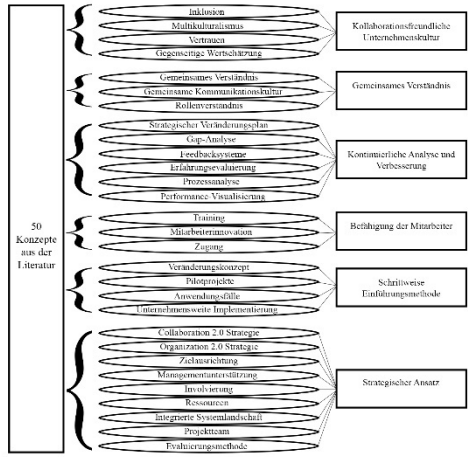 50
Konzepte
aus der
Literatur
Inklusion
Multikulturalismus
Vertrauen
Gegenseitige Wertschätzung
Kollaborationsfreundliche
Unternehmenskultur
Gemeinsames Verständnis
Gemeinsame Kommunikationskultur
Rollenverständnis
Gemeinsames Verständnis
Strategischer Veränderungsplan
Gap-Analyse
Feedbacksysteme
Erfahrungsevaluierung
Prozessanalyse
Performance-Visualisierung
Kontinuierliche Analyse und
Verbesserung
Training
Mitarbeiterinnovation
Zugang
Befähigung der Mitarbeiter
Veränderungskonzept
Pilotprojekte
Anwendungsfälle
Unternehmensweite Implementierung
Schrittweise
Einführungsmethode
Collaboration 2.0 Strategie
Organization 2.0 Strategie
Zielausrichtung
Managementunterstützung
Involvierung
Ressourcen
Integrierte Systemlandschaft
Projektteam
Evaluierungsmethode
Strategischer Ansatz